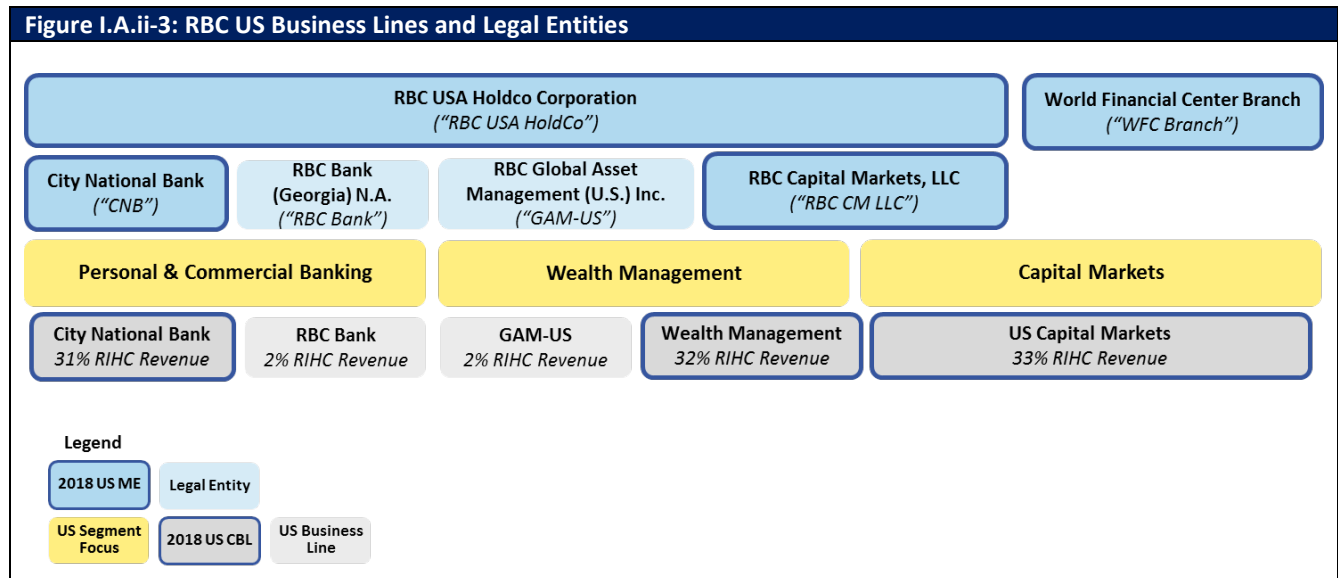 Figure I.A.ii-3: RBC US Business Lines and Legal Entities
RBC USA Holdco Corporation
(“RBC USA HoldCo”)
World Financial Center Branch
(“WFC Branch”)
City National Bank
(“CNB”)
RBC Bank
(Georgia) N.A.
(“RBC Bank”)
RBC Global Asset
Management (U.S.) Inc.
(“GAM-US”)
RBC Capital Markets, LLC
(“RBC CM LLC”)
Personal & Commercial Banking
Wealth Management
Capital Markets
City National Bank
31% RIHC Revenue
RBC Bank
2% RIHC Revenue
GAM-US
2% RIHC Revenue
Wealth Management
32% RIHC Revenue
US Capital Markets
33% RIHC Revenue
Legend
2018 US ME
Legal Entity
US Segment
Focus
2018 US CBL
US Business
Line